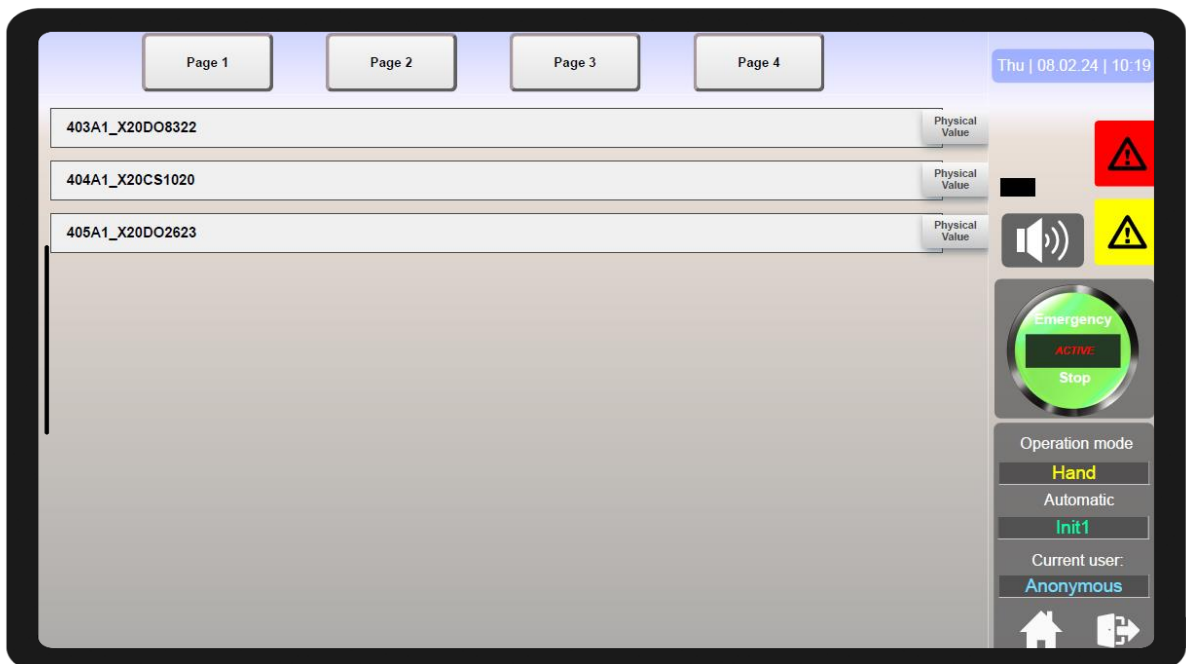 Page 1
Page 2
Page 3
Page 4
Thu | 08.02.24 | 10:19
403A1_X20DO8322
Physical
Value
404A1_X20CS1020
Physical
Value
405A1_X20DO2623
Physical
Value
Emergency
ACTIVE
Stop
Operation mode
Hand
Automatic
Init1
Current user:
Anonymous